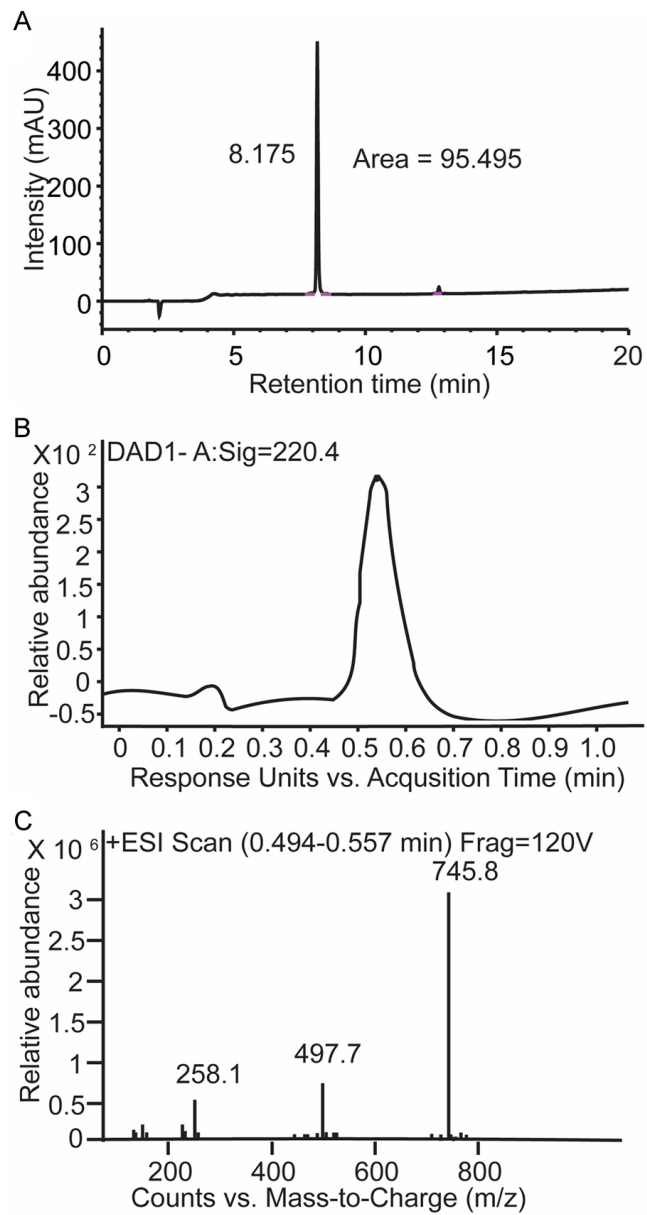 A
Intensity (mAU)
400
300
200
100
0
8.175
Area = 95.495
0 5 10 15 20
Retention time (min)
B
X10 2
DAD1- A:Sig=220.4
Relative abundance
3
2.5
2
1.5
1
0.5
0
-0.5
0 0.1 0.2 0.3 0.4 0.5 0.6 0.7 0.8 0.9 1.0
Response Units vs. Acqusition Time (min)
C
X 10 6
+ESI Scan (0.494-0.557 min) Frag=120V
Relative abundance
745.8
3
2.5
2
1.5
1
0.5
0
497.7
258.1
200 400 600 800
Counts vs. Mass-to-Charge (m/z)